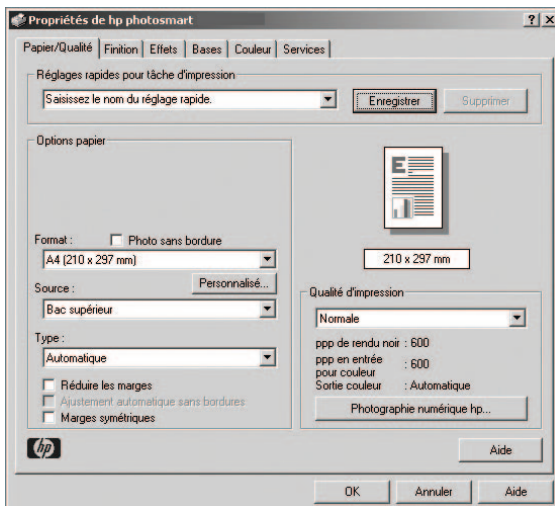 Propriétés de hp photosmart
Papier/Qualité Finition Effets Bases Couleur Services
Réglages rapides pour tâche d'impression
Saisissez le nom du réglage rapide. Enregistrer Supprimer
Options papier
E
Format : Photo sans bordure
A4 (210 x 297 mm)
210 x 297 mm
Source : Personnalisé...
Bac supérieur
Type :
Automatique
Réduire les marges
Ajustement automatique sans bordures
Marges symétriques
Qualité d'impression
Normale
ppp de rendu noir : 600
ppp en entrée pour couleur : 600
Sortie couleur : Automatique
Photographie numérique hp...
hp
Aide
OK Annuler Aide